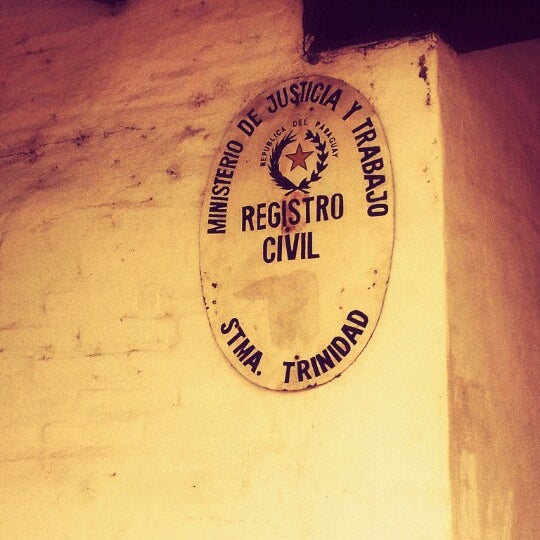 MINISTERIO DE JUSTICIA Y TRABAJO
REPUBLICA DEL PARAGUAY
REGISTRO
CIVIL
STMA. TRINIDAD